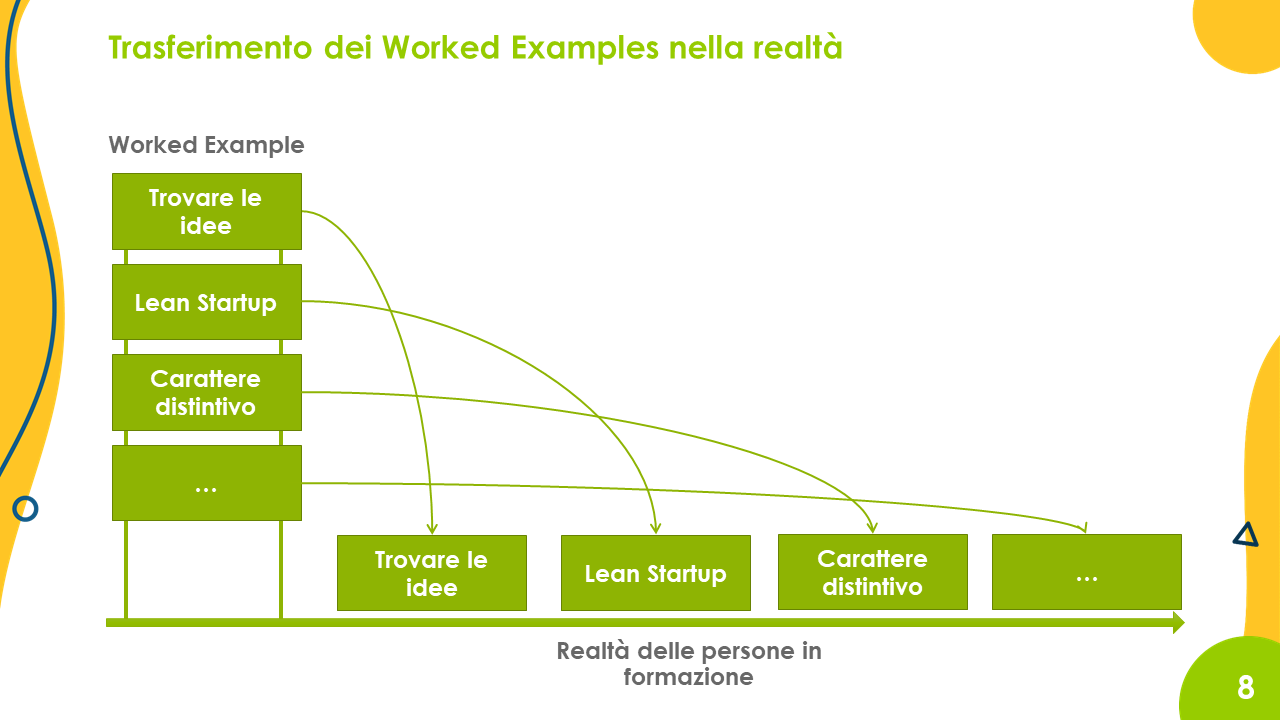 Trasferimento dei Worked Examples nella realtà
Worked Example
Trovare le
idee
Lean Startup
Carattere
distintivo
...
Trovare le
idee
Lean Startup
Carattere
distintivo
...
Realtà delle persone in
formazione
8